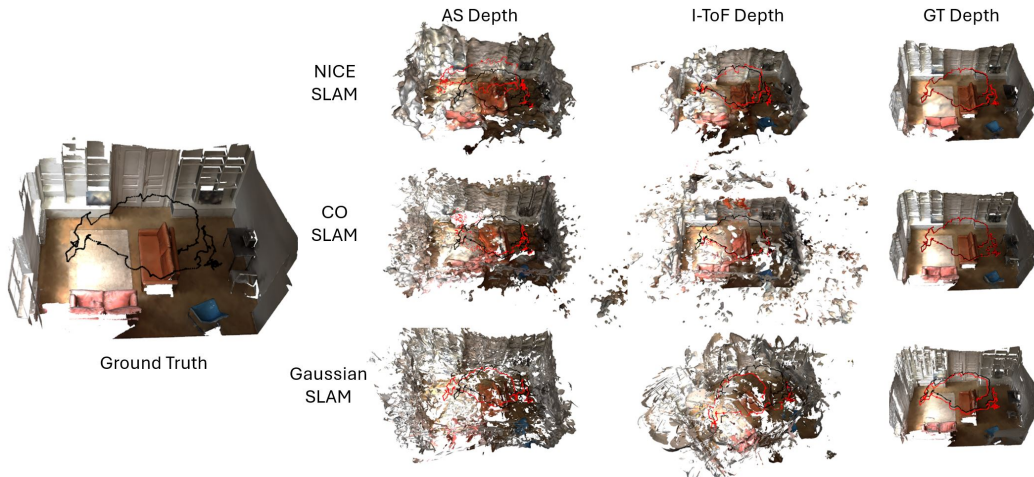 AS Depth
I-ToF Depth
GT Depth
NICE
SLAM
CO
SLAM
Ground Truth
Gaussian
SLAM